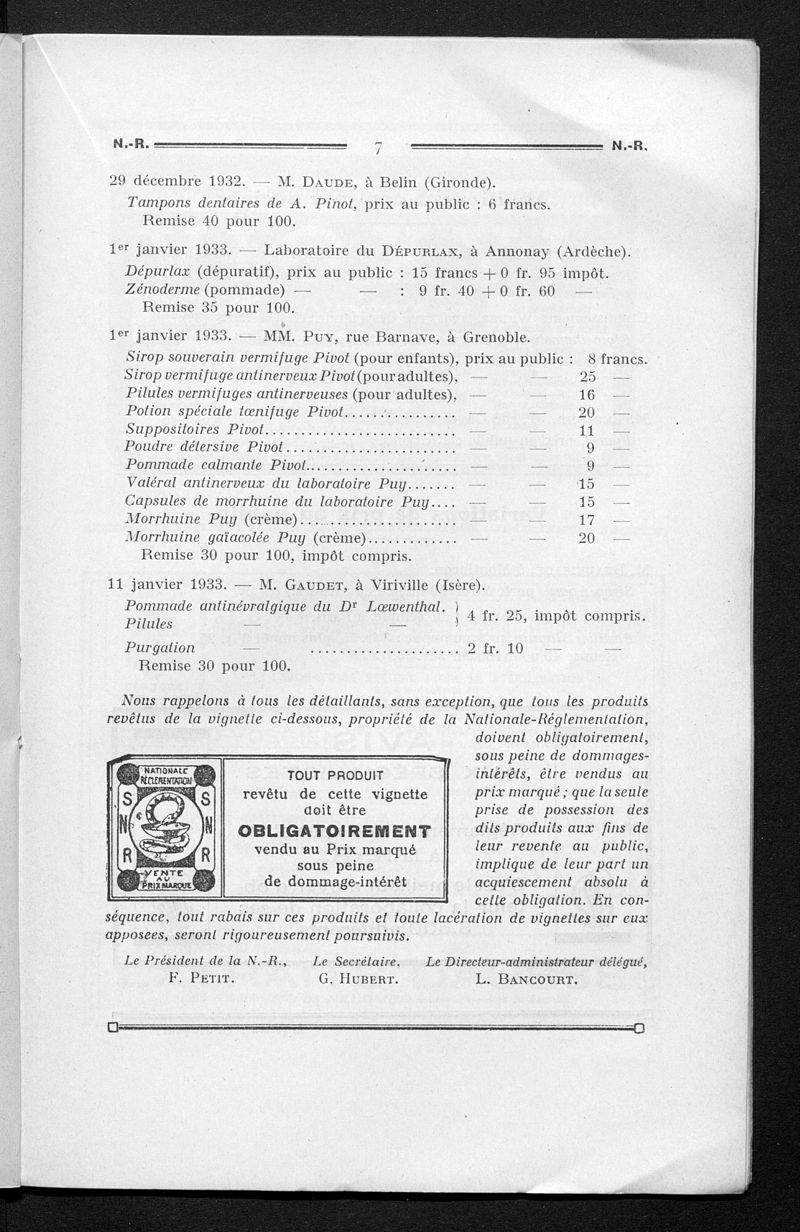 N.-R. 7 N.-R.
29 décembre 1932. — M. DAUDE, à Belin (Gironde).
Tampons dentaires de A. Pinot, prix au public : 6 francs.
Remise 40 pour 100.
1er janvier 1933. — Laboratoire du DÉPURLAX, à Annonay (Ardèche).
Dépurlax (dépuratif), prix au public : 15 francs + 0 fr. 95 impôt.
Zénoderme (pommade) — — : 9 fr. 40 + 0 fr. 60 —
Remise 35 pour 100.
1er janvier 1933. — MM. PUY, rue Barnave, à Grenoble.
Sirop souverain vermifuge Pivot (pour enfants), prix au public : 8 francs.
Sirop vermifuge antinerveux Pivot (pour adultes), — — 25 —
Pilules vermifuges antinerveuses (pour adultes), — — 16 —
Potion spéciale tœnifuge Pivot................ — — 20 —
Suppositoires Pivot........................... — — 11 —
Poudre détersive Pivot........................ — — 9 —
Pommade calmante Pivot..................... — — 9 —
Valéral antinerveux du laboratoire Puy....... — — 15 —
Capsules de morrhuine du laboratoire Puy.... — — 15 —
Morrhuine Puy (crème)...................... — — 17 —
Morrhuine gaïacolée Puy (crème)............. — — 20 —
Remise 30 pour 100, impôt compris.
11 janvier 1933. — M. GAUDET, à Viriville (Isère).
Pommade antinévralgique du Dr Lœwenthal. } 4 fr. 25, impôt compris.
Pilules — —
Purgation — ..................... 2 fr. 10 — —
Remise 30 pour 100.
Nous rappelons à tous les détaillants, sans exception, que tous les produits
revêtus de la vignette ci-dessous, propriété de la Nationale-Réglementation,
doivent obligatoirement,
sous peine de dommages-
intérêts, être vendus au
prix marqué ; que la seule
prise de possession des
dits produits aux fins de
leur revente au public,
implique de leur part un
acquiescement absolu à
cette obligation. En con-
séquence, tout rabais sur ces produits et toute lacération de vignettes sur eux
apposees, seront rigoureusement poursuivis.
NATIONALE
RÉGLEMENTATION
S S
N N
R R
VENTE
AU
PRIX MARQUÉ
TOUT PRODUIT
revêtu de cette vignette
doit être
OBLIGATOIREMENT
vendu au Prix marqué
sous peine
de dommage-intérêt
Le Président de la N.-R., Le Secrétaire, Le Directeur-administrateur délégué,
F. PETIT. G. HUBERT. L. BANCOURT.